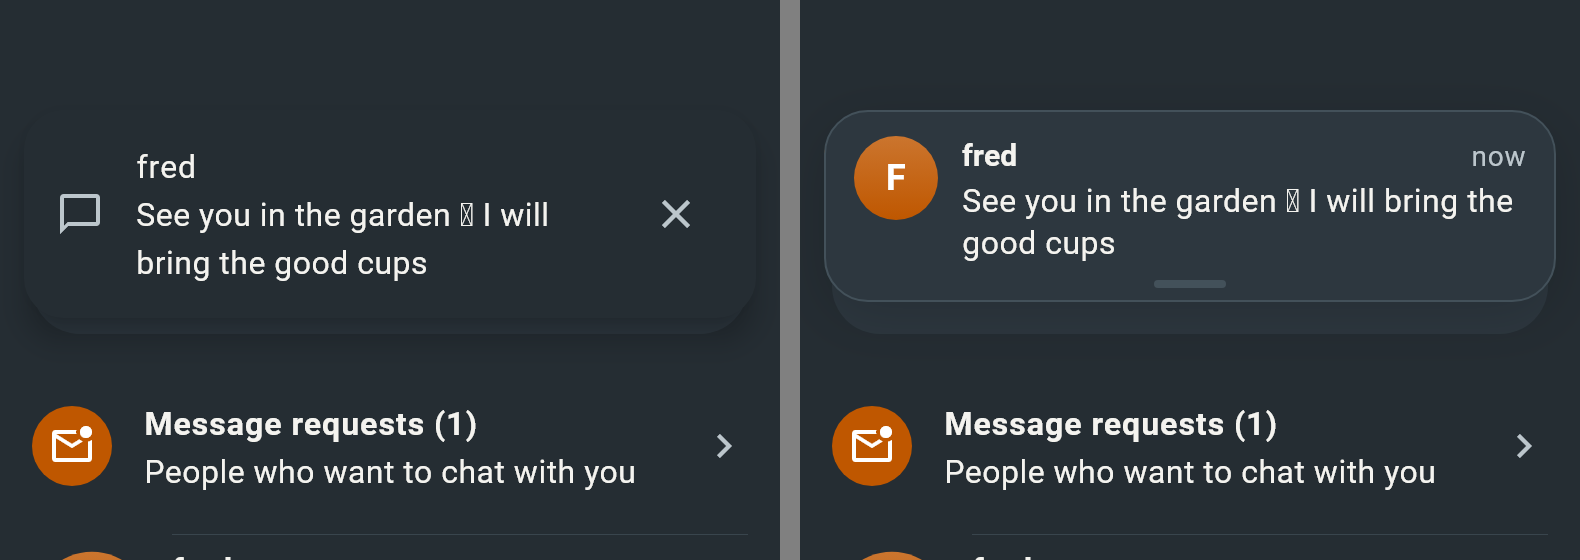 fred
See you in the garden I will
bring the good cups
Message requests (1)
People who want to chat with you
F
fred
now
See you in the garden I will bring the
good cups
Message requests (1)
People who want to chat with you